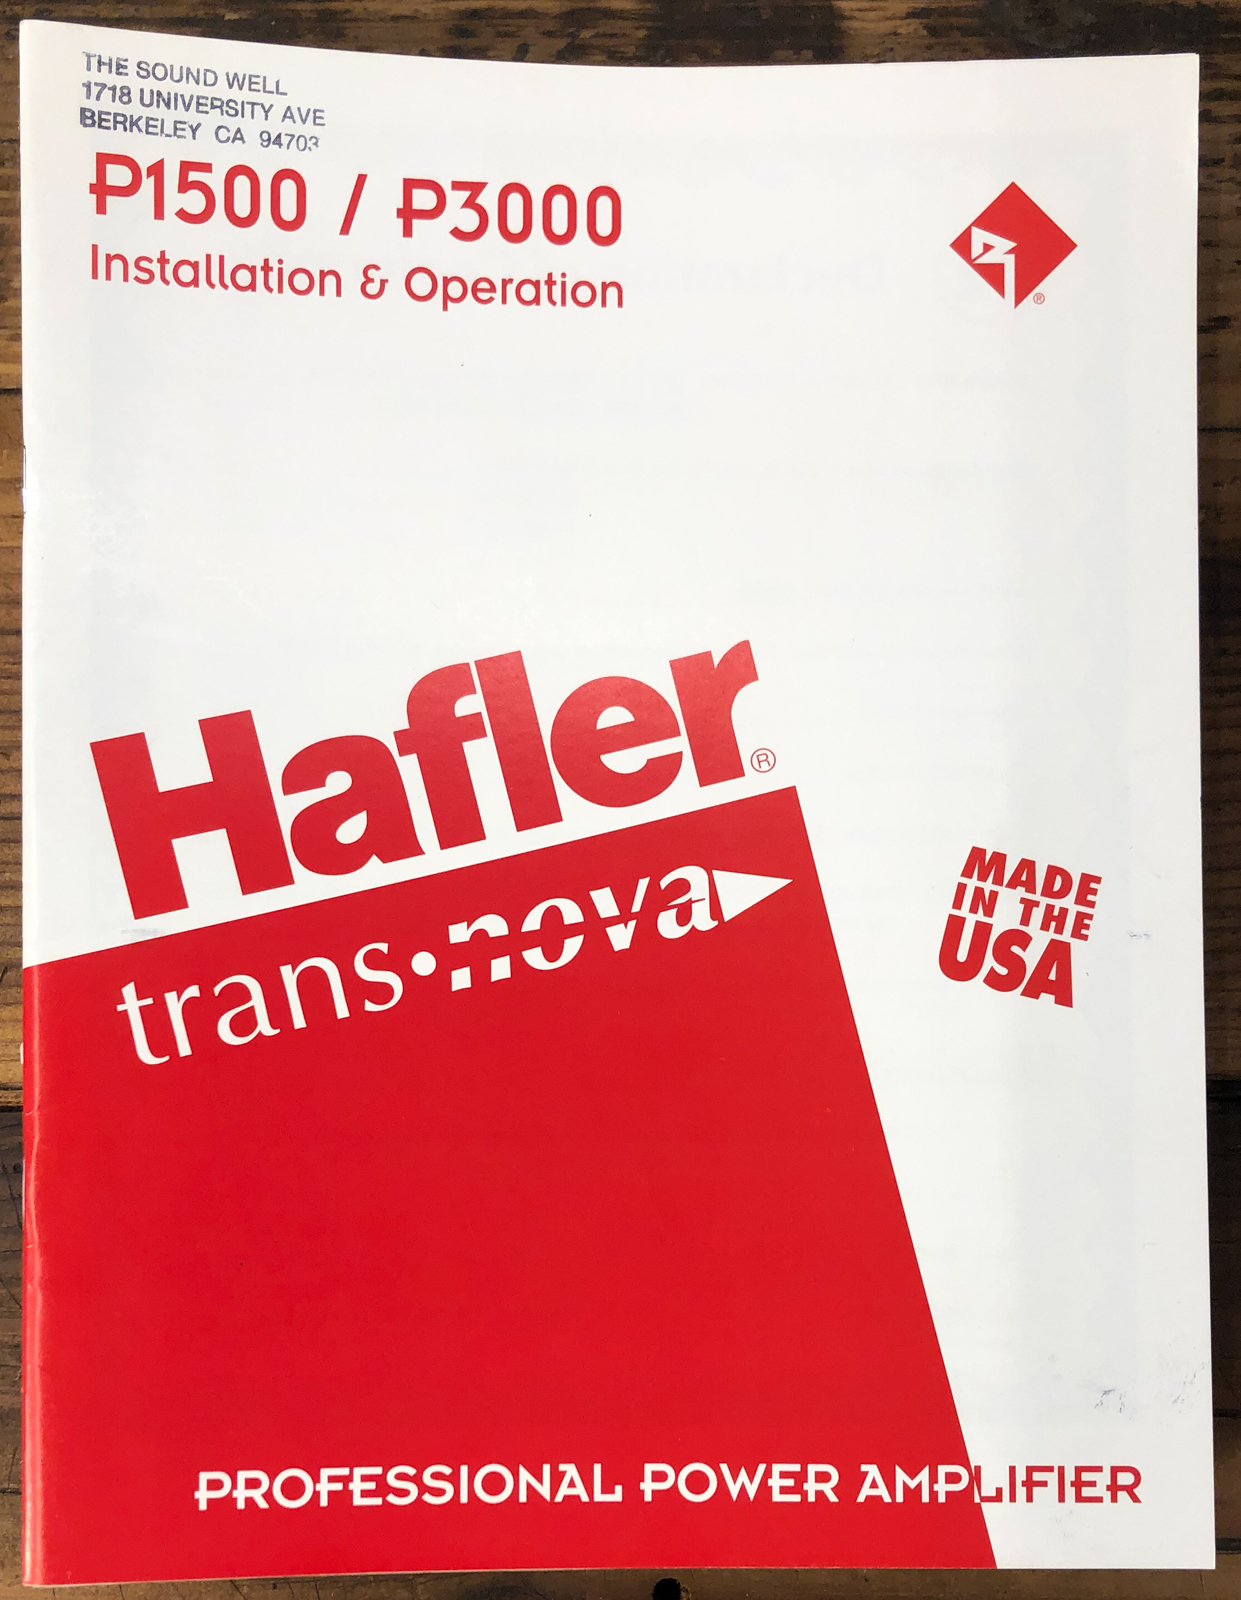 THE SOUND WELL
1718 UNIVERSITY AVE
BERKELEY CA 94703
P1500 / P3000
Installation & Operation
®
Hafler®
trans•nova
MADE
IN THE
USA
PROFESSIONAL POWER AMPLIFIER